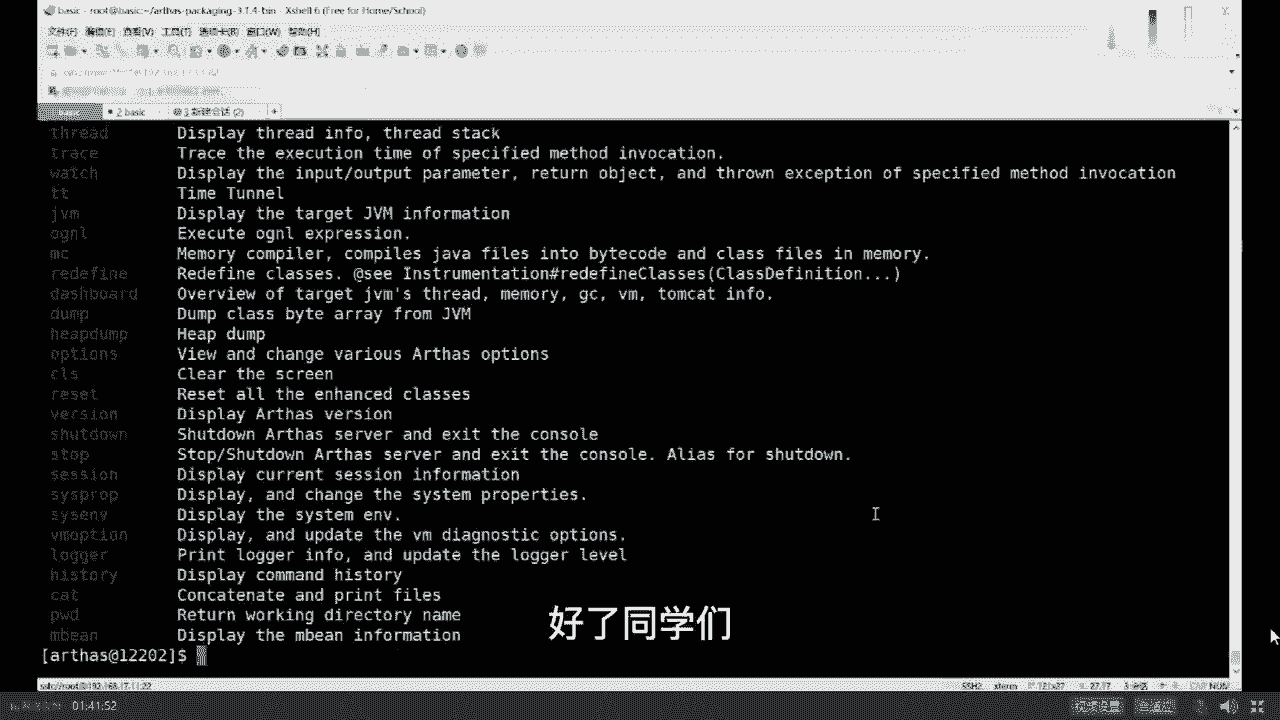 basic - root@basic:~/arthas-packaging-3.1.4-bin - Xshell 6 (Free for Home/School)
文件(F) 编辑(E) 查看(V) 工具(T) 选项卡(B) 窗口(W) 帮助(H)
2 basic 3 新建会话 (2) +
thread Display thread info, thread stack
trace Trace the execution time of specified method invocation.
watch Display the input/output parameter, return object, and thrown exception of specified method invocation
tt Time Tunnel
jvm Display the target JVM information
ognl Execute ognl expression.
mc Memory compiler, compiles java files into bytecode and class files in memory.
redefine Redefine classes. @see Instrumentation#redefineClasses(ClassDefinition...)
dashboard Overview of target jvm's thread, memory, gc, vm, tomcat info.
dump Dump class byte array from JVM
heapdump Heap dump
options View and change various Arthas options
cls Clear the screen
reset Reset all the enhanced classes
version Display Arthas version
shutdown Shutdown Arthas server and exit the console
stop Stop/Shutdown Arthas server and exit the console. Alias for shutdown.
session Display current session information
sysprop Display, and change the system properties.
sysenv Display the system env.
vmoption Display, and update the vm diagnostic options.
logger Print logger info, and update the logger level
history Display command history
cat Concatenate and print files
pwd Return working directory name
mbean Display the mbean information
好了同学们
[arthas@12202]$
ssh://root@192.168.17.11:22 SSH2 xterm 27,17 CAP NUM
01:41:52